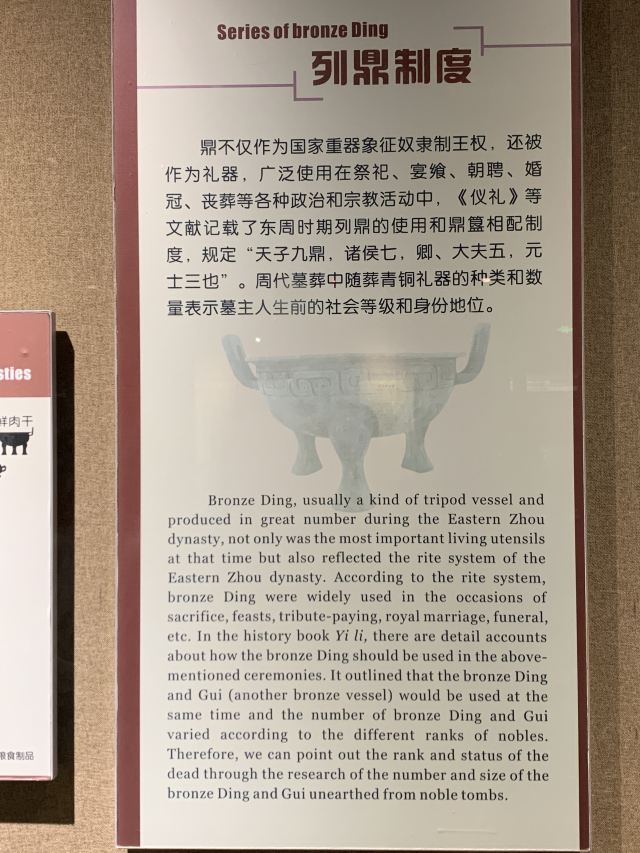 Series of bronze Ding
列鼎制度
鼎不仅作为国家重器象征奴隶制王权，还被
作为礼器，广泛使用在祭祀、宴飨、朝聘、婚
冠、丧葬等各种政治和宗教活动中，《仪礼》等
文献记载了东周时期列鼎的使用和鼎簋相配制
度，规定“天子九鼎，诸侯七，卿、大夫五，元
士三也”。周代墓葬中随葬青铜礼器的种类和数
量表示墓主人生前的社会等级和身份地位。
Bronze Ding, usually a kind of tripod vessel and
produced in great number during the Eastern Zhou
dynasty, not only was the most important living utensils
at that time but also reflected the rite system of the
Eastern Zhou dynasty. According to the rite system,
bronze Ding were widely used in the occasions of
sacrifice, feasts, tribute-paying, royal marriage, funeral,
etc. In the history book Yi li, there are detail accounts
about how the bronze Ding should be used in the above-
mentioned ceremonies. It outlined that the bronze Ding
and Gui (another bronze vessel) would be used at the
same time and the number of bronze Ding and Gui
varied according to the different ranks of nobles.
Therefore, we can point out the rank and status of the
dead through the research of the number and size of the
bronze Ding and Gui unearthed from noble tombs.
sties
鲜肉干
粮食制品